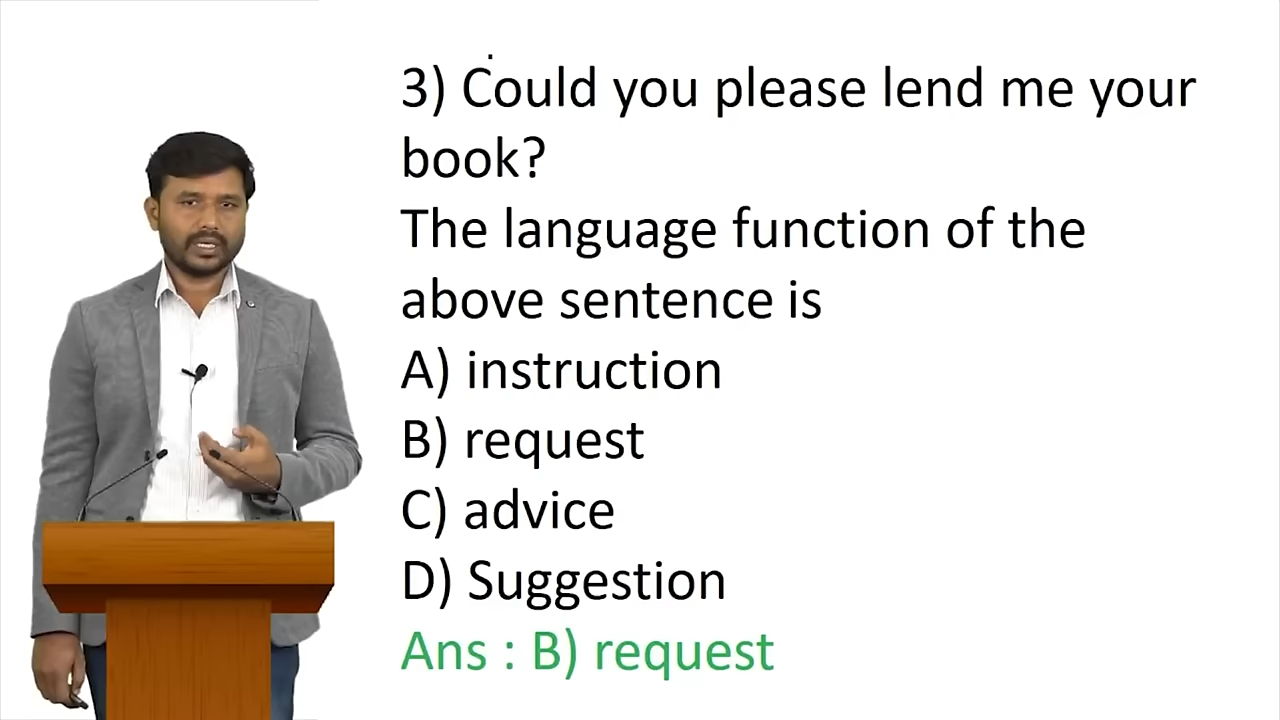 3) Could you please lend me your
book?
The language function of the
above sentence is
A) instruction
B) request
C) advice
D) Suggestion
Ans : B) request